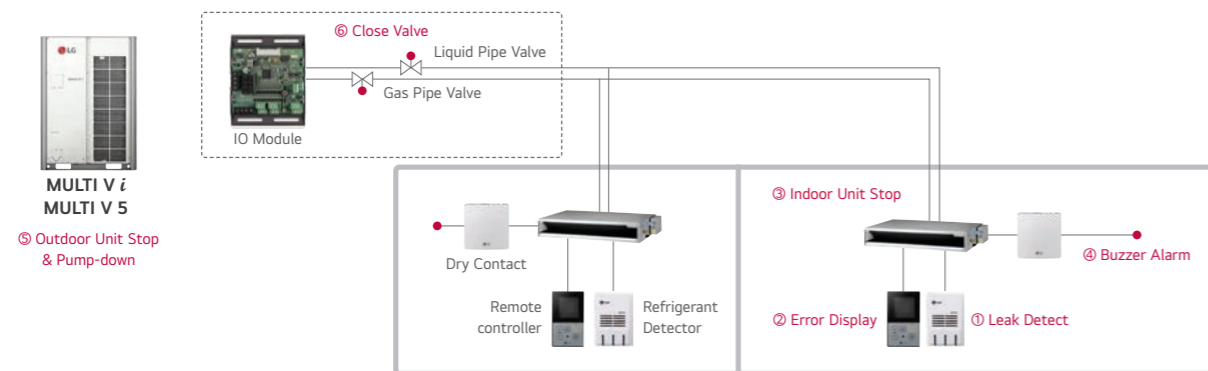 LG
MULTI V i
MULTI V 5
⑤ Outdoor Unit Stop
& Pump-down
⑥ Close Valve
Liquid Pipe Valve
Gas Pipe Valve
IO Module
Dry Contact
Remote
controller
Refrigerant
Detector
③ Indoor Unit Stop
④ Buzzer Alarm
② Error Display
① Leak Detect